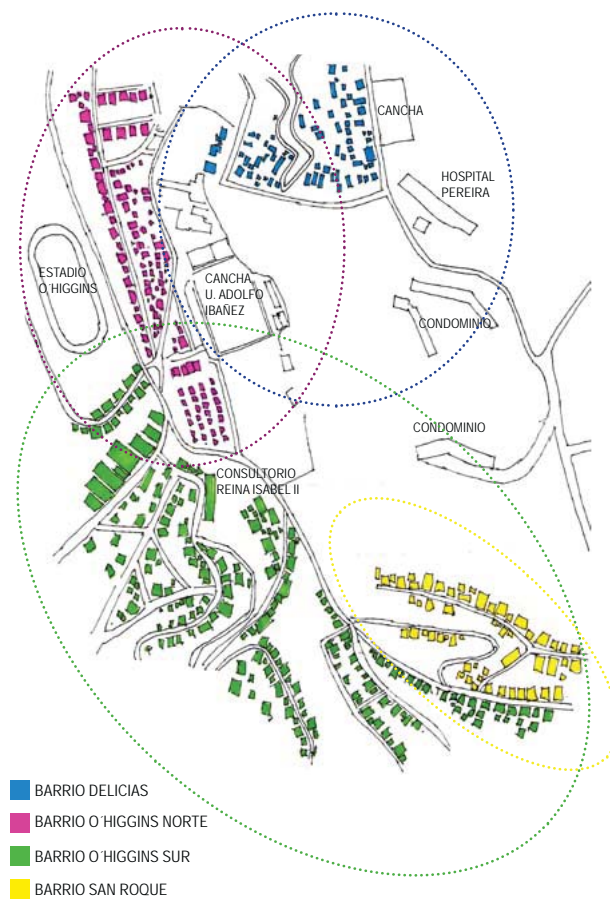 CANCHA
HOSPITAL
PEREIRA
ESTADIO
O´HIGGINS
CANCHA
U. ADOLFO
IBAÑEZ
CONDOMINIO
CONDOMINIO
CONSULTORIO
REINA ISABEL II
BARRIO DELICIAS
BARRIO O´HIGGINS NORTE
BARRIO O´HIGGINS SUR
BARRIO SAN ROQUE